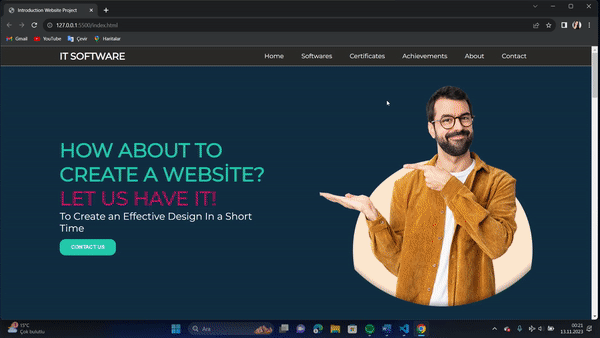 Introduction Website Project
127.0.0.1:5500/index.html
Gmail YouTube Çevir Haritalar
IT SOFTWARE
Home Softwares Certificates Achievements About Contact
HOW ABOUT TO
CREATE A WEBSİTE?
LET US HAVE IT!
To Create an Effective Design In a Short
Time
CONTACT US
15°C
Çok bulutlu
Ara
00:21
13.11.2023